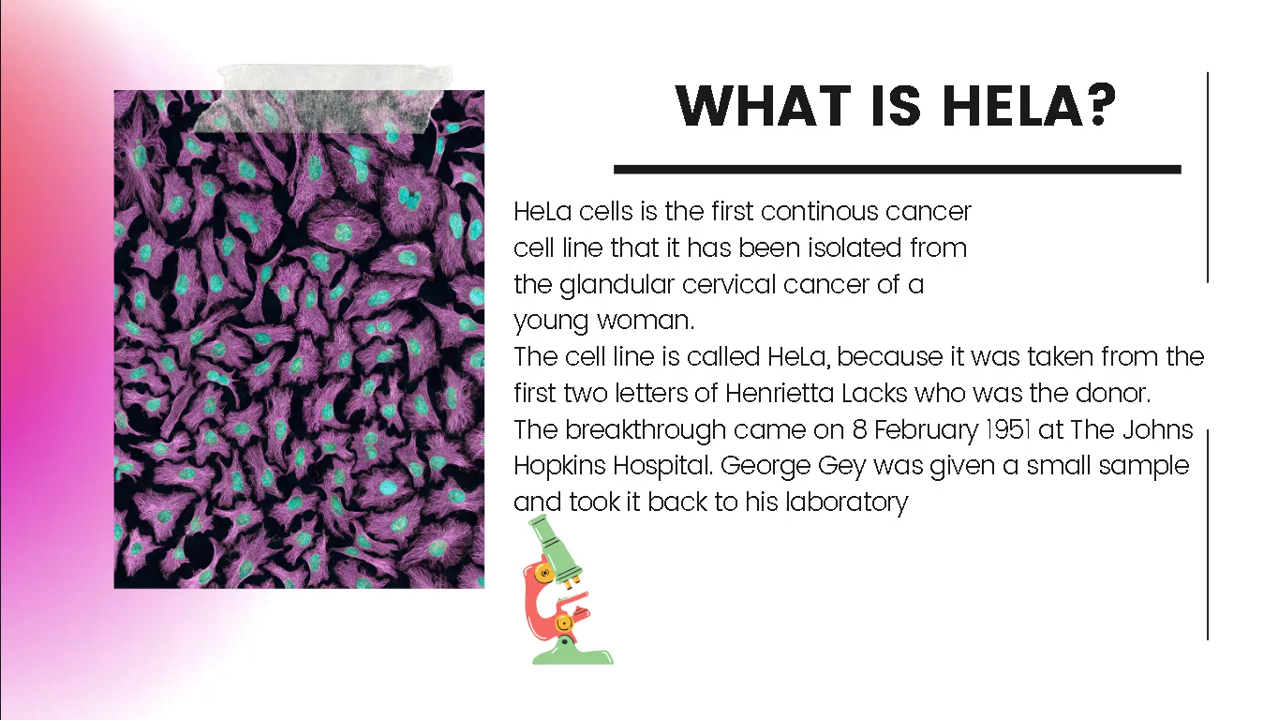 WHAT IS HELA?
HeLa cells is the first continous cancer
cell line that it has been isolated from
the glandular cervical cancer of a
young woman.
The cell line is called HeLa, because it was taken from the
first two letters of Henrietta Lacks who was the donor.
The breakthrough came on 8 February 1951 at The Johns
Hopkins Hospital. George Gey was given a small sample
and took it back to his laboratory